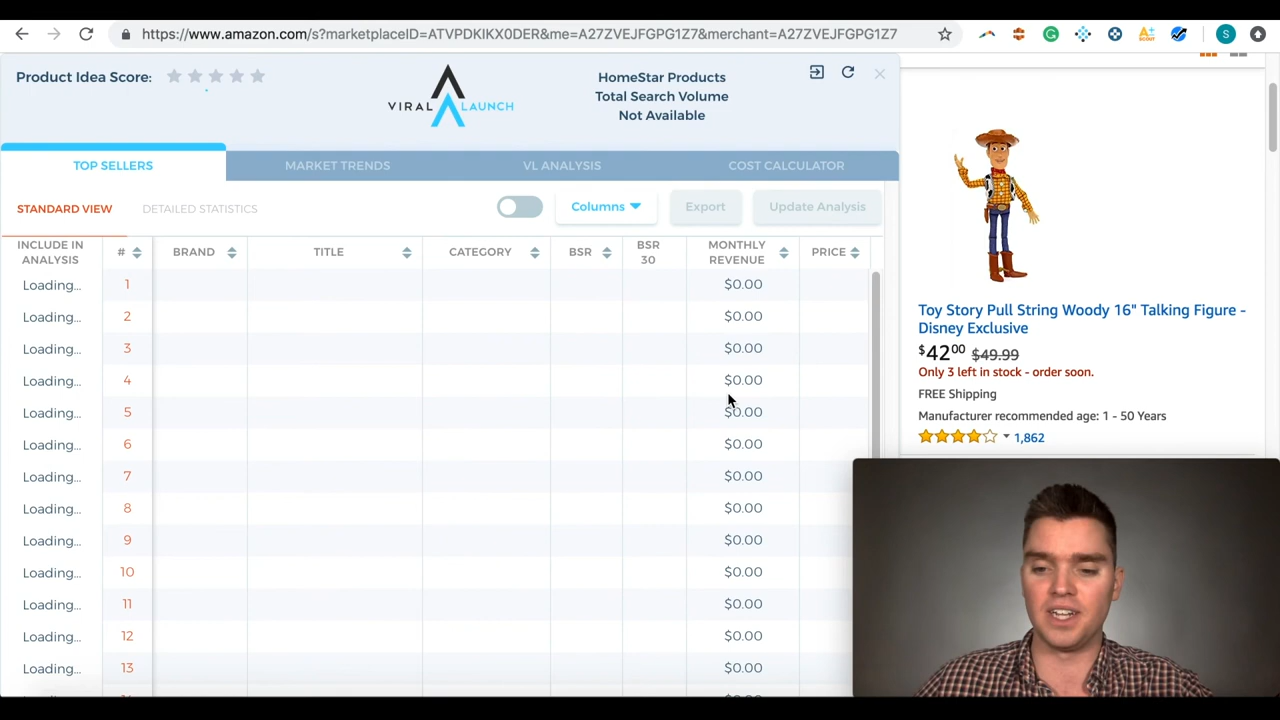 https://www.amazon.com/s?marketplaceID=ATVPDKIKX0DER&me=A27ZVEJFGPG1Z7&merchant=A27ZVEJFGPG1Z7
S
Product Idea Score:
VIRAL LAUNCH
HomeStar Products
Total Search Volume
Not Available
TOP SELLERS
MARKET TRENDS
VL ANALYSIS
COST CALCULATOR
STANDARD VIEW
DETAILED STATISTICS
Columns
Export
Update Analysis
INCLUDE IN ANALYSIS # BRAND TITLE CATEGORY BSR BSR 30 MONTHLY REVENUE PRICE
Loading... 1 $0.00
Loading... 2 $0.00
Loading... 3 $0.00
Loading... 4 $0.00
Loading... 5 $0.00
Loading... 6 $0.00
Loading... 7 $0.00
Loading... 8 $0.00
Loading... 9 $0.00
Loading... 10 $0.00
Loading... 11 $0.00
Loading... 12 $0.00
Loading... 13 $0.00
Toy Story Pull String Woody 16" Talking Figure -
Disney Exclusive
$42 00 $49.99
Only 3 left in stock - order soon.
FREE Shipping
Manufacturer recommended age: 1 - 50 Years
1,862